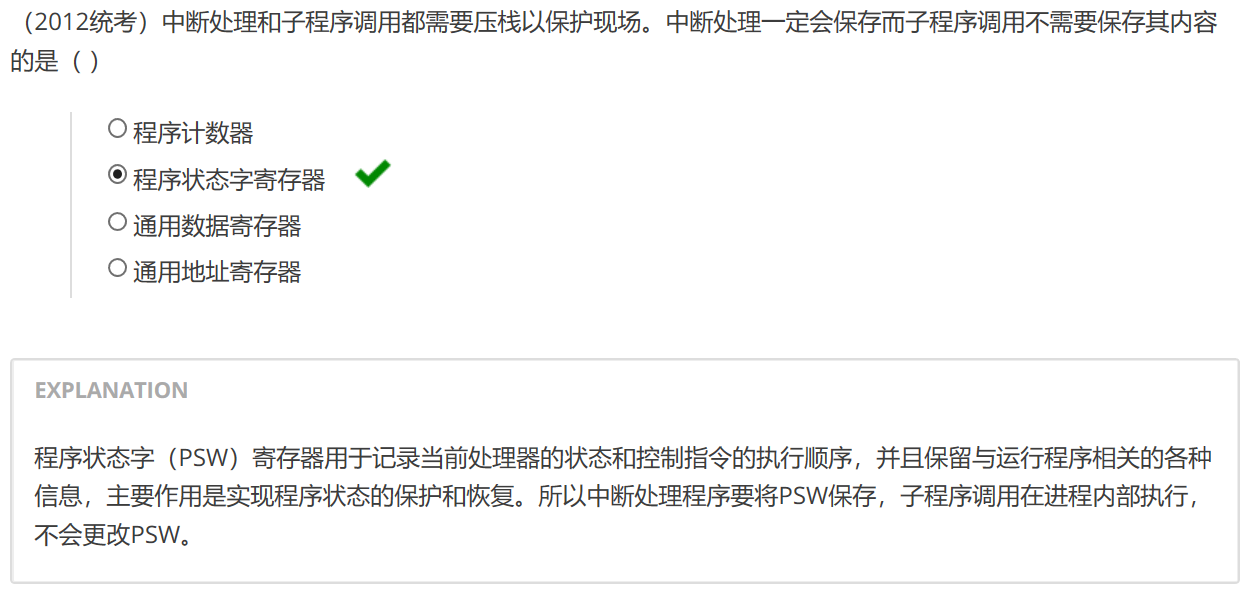 （2012统考）中断处理和子程序调用都需要压栈以保护现场。中断处理一定会保存而子程序调用不需要保存其内容
的是（ ）
程序计数器
程序状态字寄存器
通用数据寄存器
通用地址寄存器
EXPLANATION
程序状态字（PSW）寄存器用于记录当前处理器的状态和控制指令的执行顺序，并且保留与运行程序相关的各种
信息，主要作用是实现程序状态的保护和恢复。所以中断处理程序要将PSW保存，子程序调用在进程内部执行，
不会更改PSW。